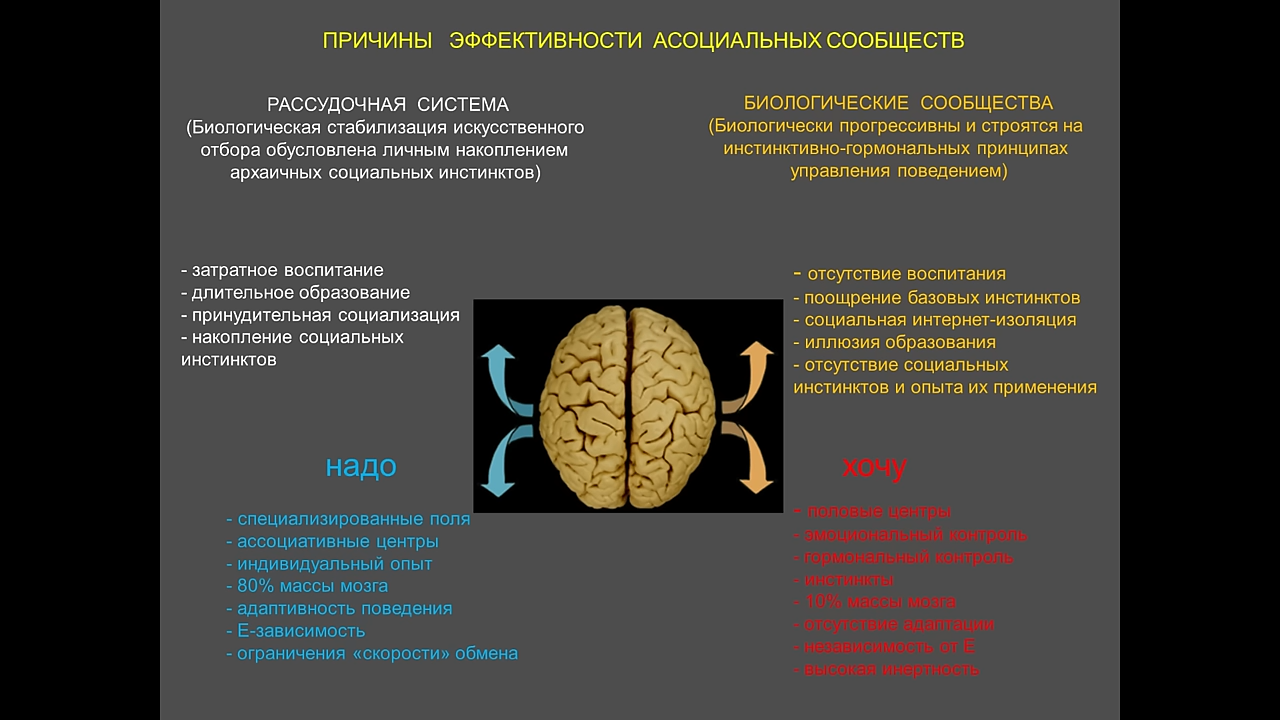 ПРИЧИНЫ ЭФФЕКТИВНОСТИ АСОЦИАЛЬНЫХ СООБЩЕСТВ
РАССУДОЧНАЯ СИСТЕМА
(Биологическая стабилизация искусственного
отбора обусловлена личным накоплением
архаичных социальных инстинктов)
БИОЛОГИЧЕСКИЕ СООБЩЕСТВА
(Биологически прогрессивны и строятся на
инстинктивно-гормональных принципах
управления поведением)
- затратное воспитание
- длительное образование
- принудительная социализация
- накопление социальных
инстинктов
- отсутствие воспитания
- поощрение базовых инстинктов
- социальная интернет-изоляция
- иллюзия образования
- отсутствие социальных
инстинктов и опыта их применения
надо
- специализированные поля
- ассоциативные центры
- индивидуальный опыт
- 80% массы мозга
- адаптивность поведения
- Е-зависимость
- ограничения «скорости» обмена
хочу
- половые центры
- эмоциональный контроль
- гормональный контроль
- инстинкты
- 10% массы мозга
- отсутствие адаптации
- независимость от Е
- высокая инертность